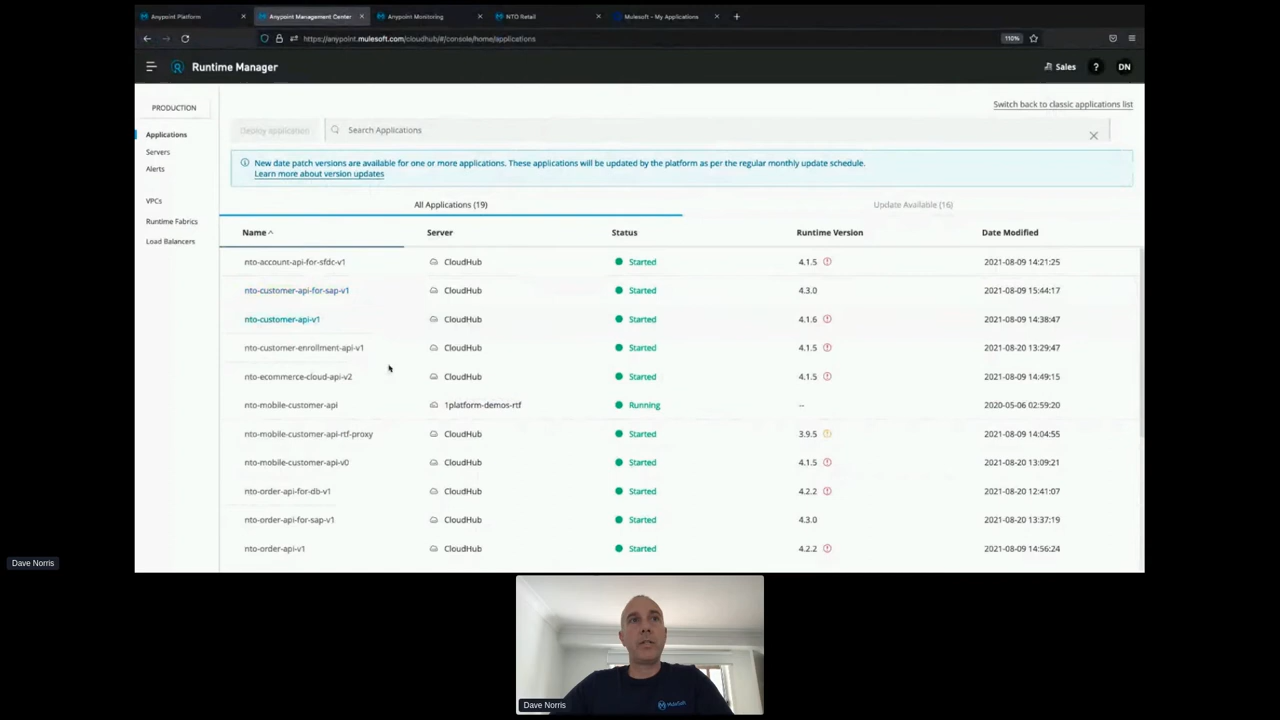 Anypoint Platform
Anypoint Management Center
Anypoint Monitoring
NTO Retail
Mulesoft - My Applications
https://anypoint.mulesoft.com/cloudhub/#/console/home/applications
110%
Runtime Manager
Sales
?
DN
PRODUCTION
Switch back to classic applications list
Applications
Servers
Alerts
VPCs
Runtime Fabrics
Load Balancers
Deploy application
Search Applications
New date patch versions are available for one or more applications. These applications will be updated by the platform as per the regular monthly update schedule.
Learn more about version updates
All Applications (19)
Update Available (16)
Name Server Status Runtime Version Date Modified
nto-account-api-for-sfdc-v1 CloudHub Started 4.1.5 2021-08-09 14:21:25
nto-customer-api-for-sap-v1 CloudHub Started 4.3.0 2021-08-09 15:44:17
nto-customer-api-v1 CloudHub Started 4.1.6 2021-08-09 14:38:47
nto-customer-enrollment-api-v1 CloudHub Started 4.1.5 2021-08-20 13:29:47
nto-ecommerce-cloud-api-v2 CloudHub Started 4.1.5 2021-08-09 14:49:15
nto-mobile-customer-api 1platform-demos-rtf Running -- 2020-05-06 02:59:20
nto-mobile-customer-api-rtf-proxy CloudHub Started 3.9.5 2021-08-09 14:04:55
nto-mobile-customer-api-v0 CloudHub Started 4.1.5 2021-08-20 13:09:21
nto-order-api-for-db-v1 CloudHub Started 4.2.2 2021-08-20 12:41:07
nto-order-api-for-sap-v1 CloudHub Started 4.3.0 2021-08-20 13:37:19
nto-order-api-v1 CloudHub Started 4.2.2 2021-08-09 14:56:24
Dave Norris
MuleSoft
Dave Norris